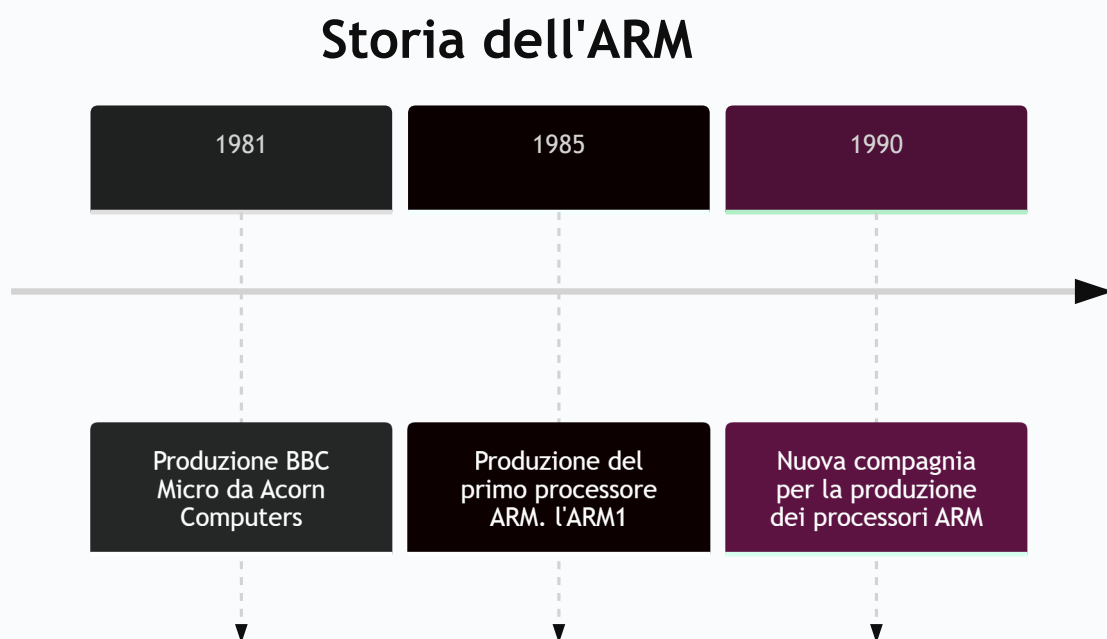 Storia dell'ARM
1981
1985
1990
Produzione BBC
Micro da Acorn
Computers
Produzione del
primo processore
ARM. l'ARM1
Nuova compagnia
per la produzione
dei processori ARM